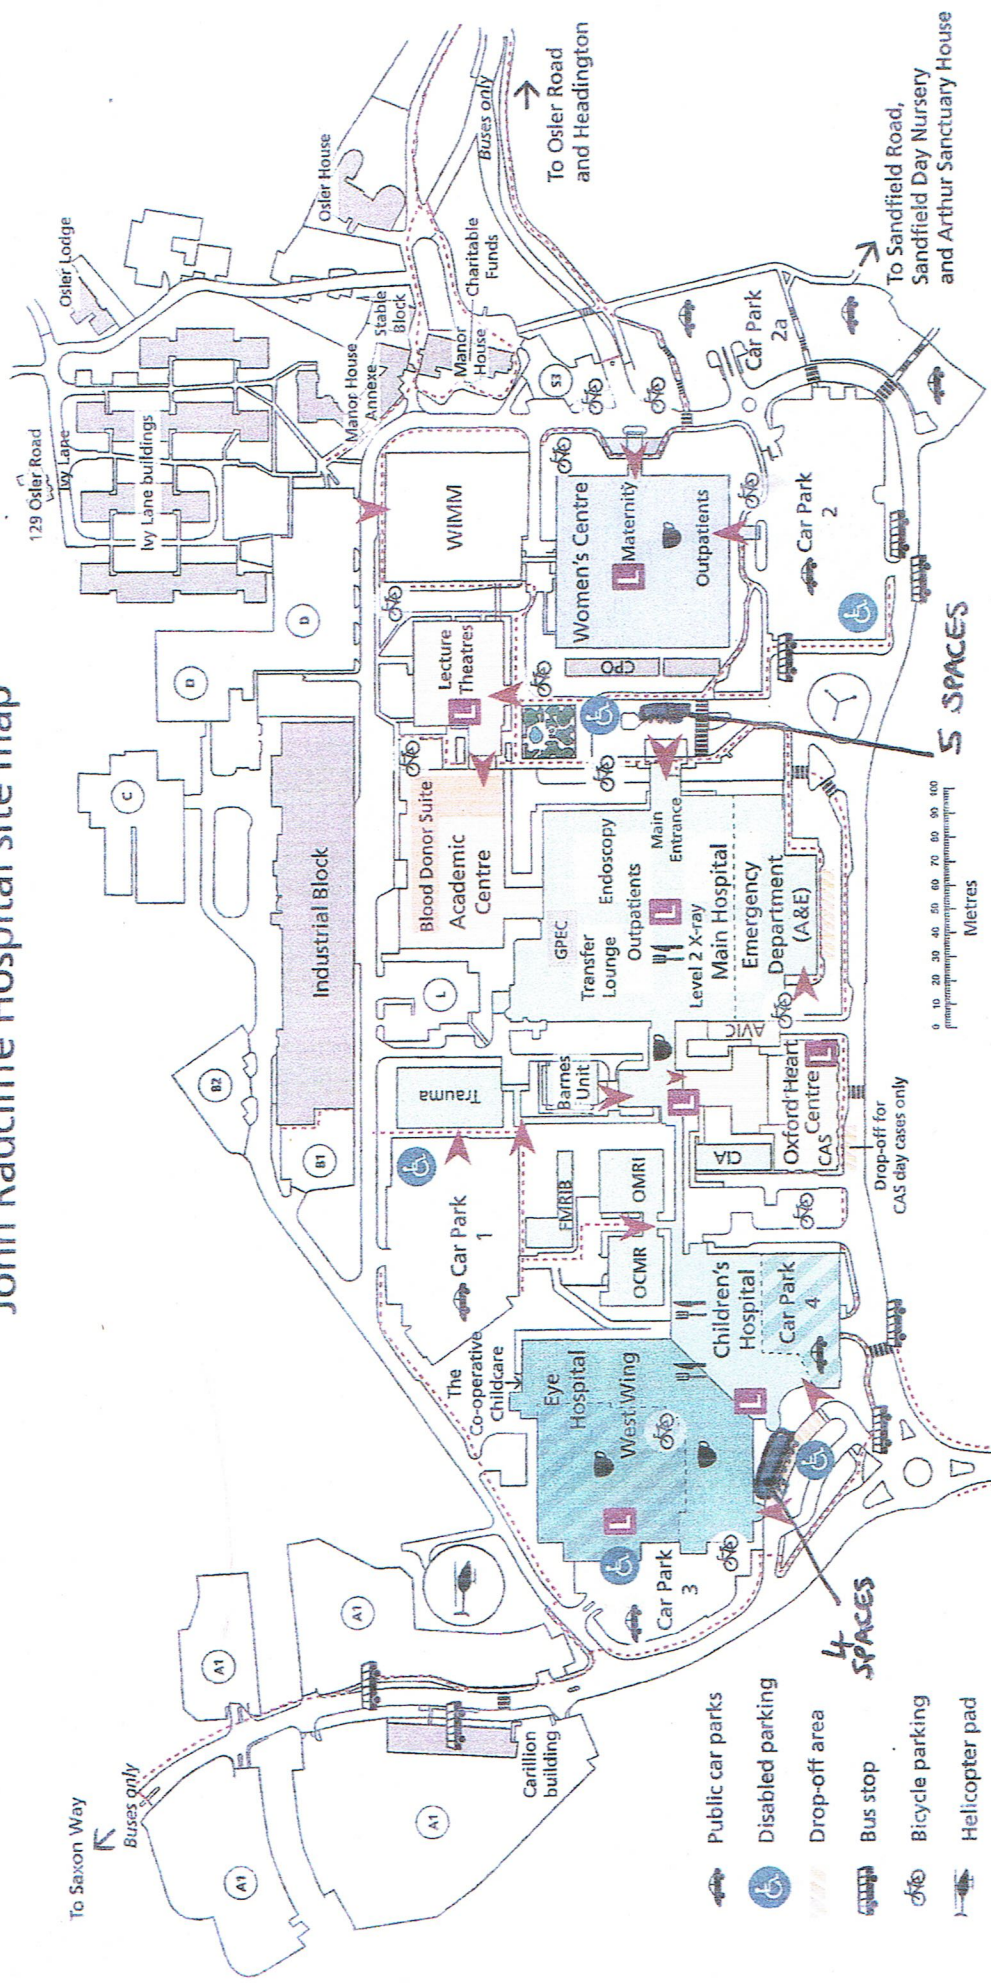 John Radcliffe Hospital site map
To Saxon Way
Buses only
A1
A1
A1
A1
Carillion
building
129 Osler Road
Ivy Lane
Ivy Lane buildings
Osler Lodge
Osler House
Manor House
Annexe
Stable
Block
Manor
House
Charitable
Funds
Buses only
To Osler Road
and Headington
To Sandfield Road,
Sandfield Day Nursery
and Arthur Sanctuary House
B2
B1
C
D
D
L
S3
Industrial Block
Car Park
1
The
Co-operative
Childcare
Trauma
Barnes
Unit
FMRIB
OMRI
OCMR
Blood Donor Suite
Academic
Centre
Lecture
Theatres
L
WIMM
Eye
Hospital
West Wing
L
Car Park
3
Children's
Hospital
L
Car Park
4
L
Oxford Heart
Centre
CAS
L
AVIC
Drop-off for
CAS day cases only
GPEC
Transfer
Lounge
Endoscopy
Outpatients
L
Level 2 X-ray
Main Hospital
Main
Entrance
Emergency
Department
(A&E)
CPO
Women's Centre
L
Maternity
Outpatients
Car Park
2
Car Park
2a
4
SPACES
5 SPACES
0 10 20 30 40 50 60 70 80 90 100
Metres
Public car parks
Disabled parking
Drop-off area
Bus stop
Bicycle parking
Helicopter pad